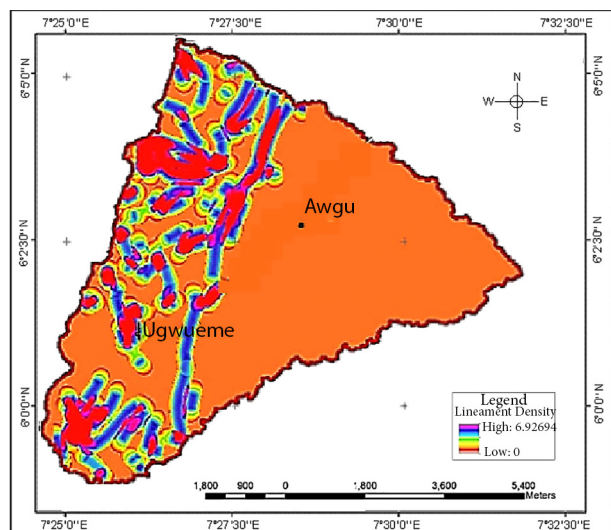 7°25'0"E 7°27'30"E 7°30'0"E 7°32'30"E
6°5'0"N 6°5'0"N
N
W E
S
Awgu
6°2'30"N 6°2'30"N
Ugwueme
6°0'0"N 6°0'0"N
Legend
Lineament Density
High: 6.92694
Low: 0
1,800 900 0 1,800 3,600 5,400
Meters
7°25'0"E 7°27'30"E 7°30'0"E 7°32'30"E